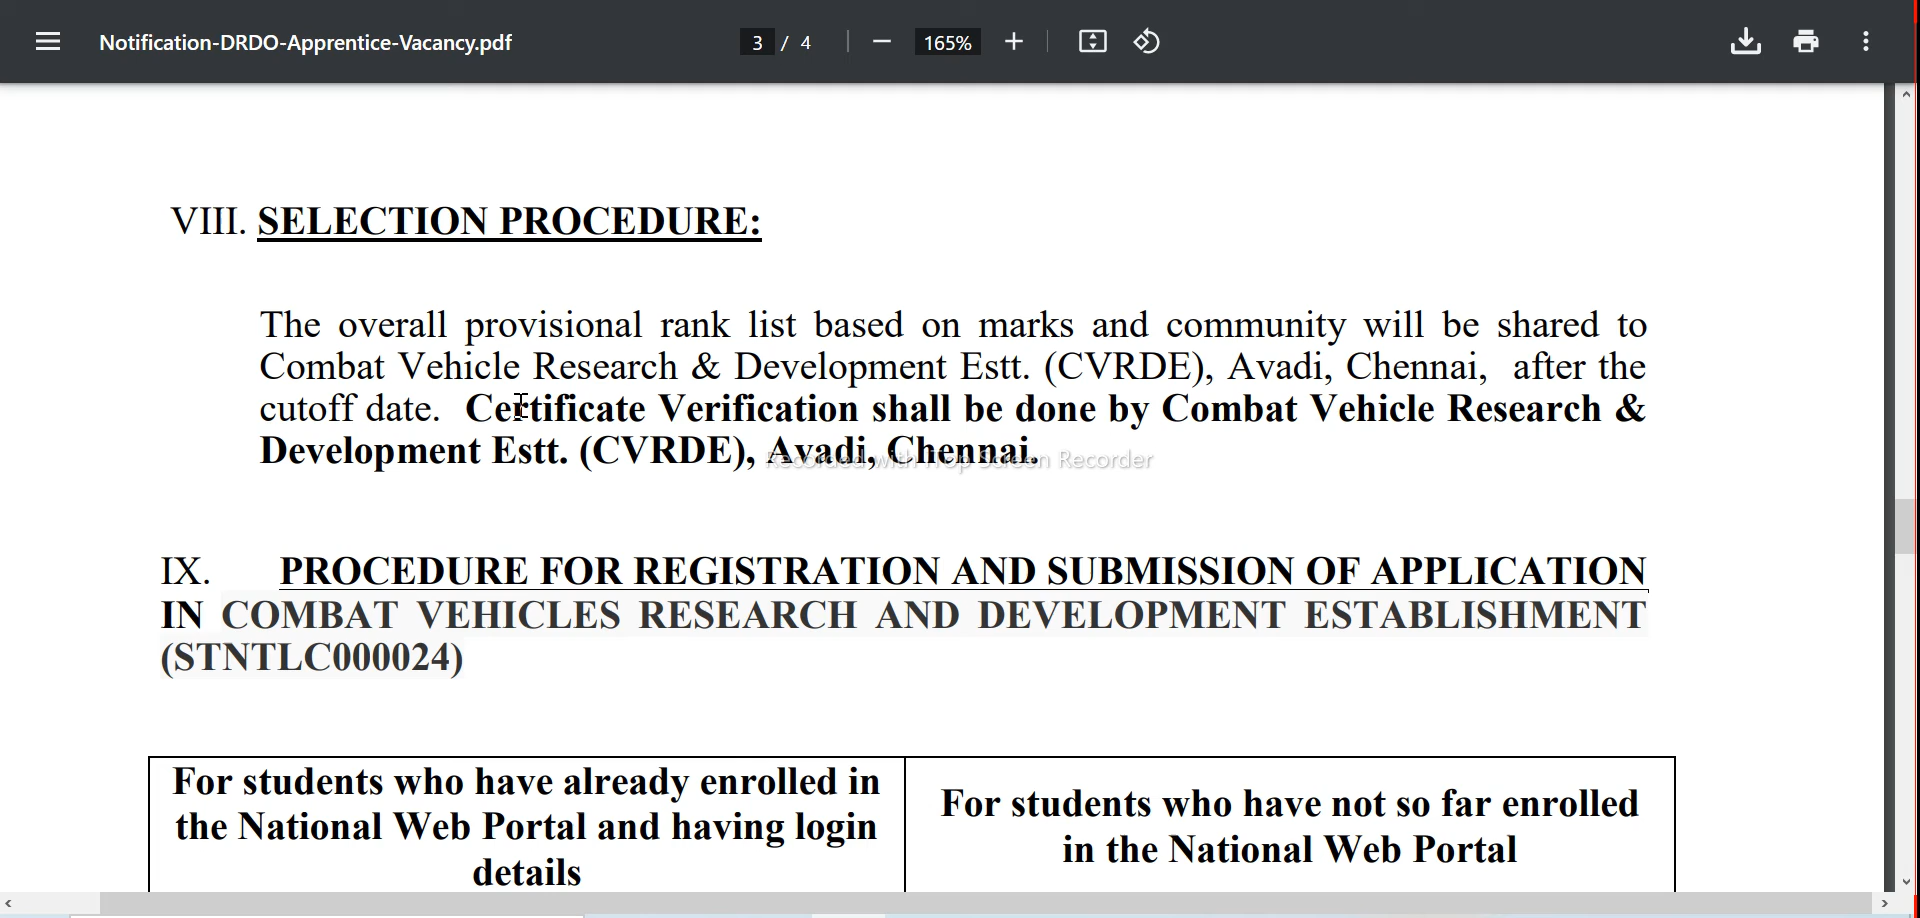 Notification-DRDO-Apprentice-Vacancy.pdf
3 / 4
165%
VIII. SELECTION PROCEDURE:
The overall provisional rank list based on marks and community will be shared to
Combat Vehicle Research & Development Estt. (CVRDE), Avadi, Chennai, after the
cutoff date. Certificate Verification shall be done by Combat Vehicle Research &
Development Estt. (CVRDE), Avadi, Chennai.
Recorded with iTop Screen Recorder
IX. PROCEDURE FOR REGISTRATION AND SUBMISSION OF APPLICATION
IN COMBAT VEHICLES RESEARCH AND DEVELOPMENT ESTABLISHMENT
(STNTLC000024)
For students who have already enrolled in
the National Web Portal and having login
details
For students who have not so far enrolled
in the National Web Portal